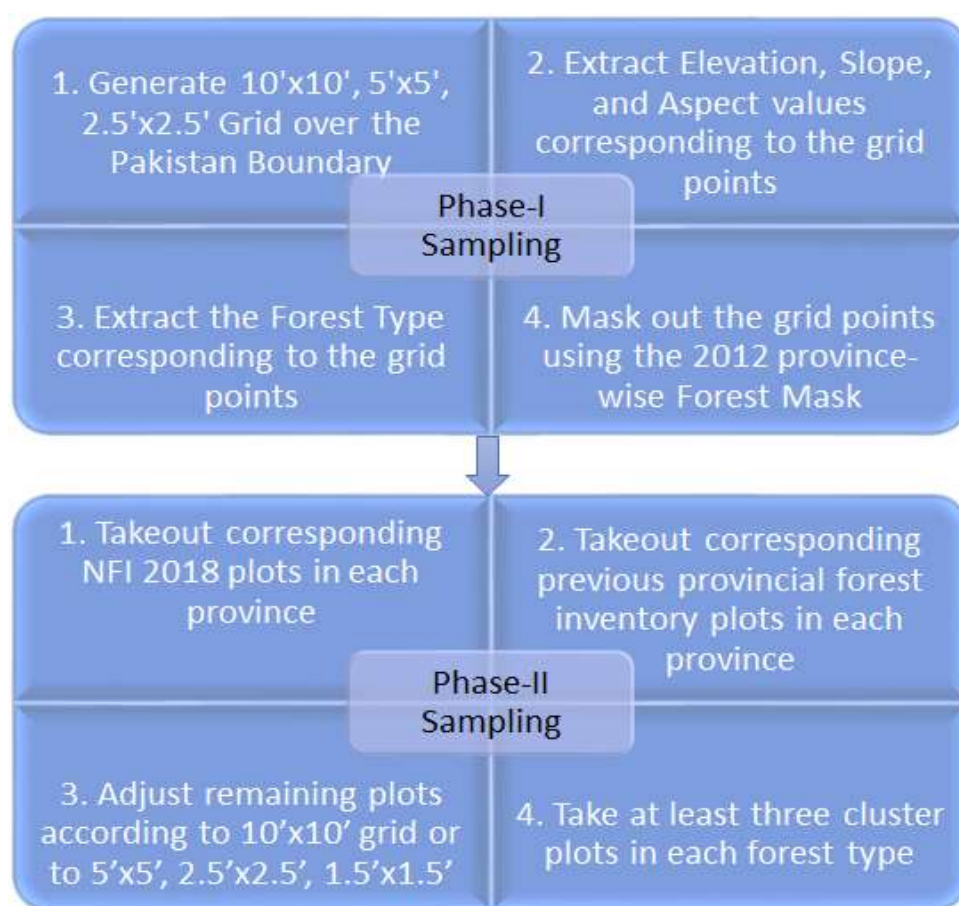 1. Generate 10'x10', 5'x5',
2.5'x2.5' Grid over the
Pakistan Boundary
2. Extract Elevation, Slope,
and Aspect values
corresponding to the grid
points
Phase-I
Sampling
3. Extract the Forest Type
corresponding to the grid
points
4. Mask out the grid points
using the 2012 province-
wise Forest Mask
1. Takeout corresponding
NFI 2018 plots in each
province
2. Takeout corresponding
previous provincial forest
inventory plots in each
province
Phase-II
Sampling
3. Adjust remaining plots
according to 10’x10’ grid or
to 5’x5’, 2.5’x2.5’, 1.5’x1.5’
4. Take at least three cluster
plots in each forest type